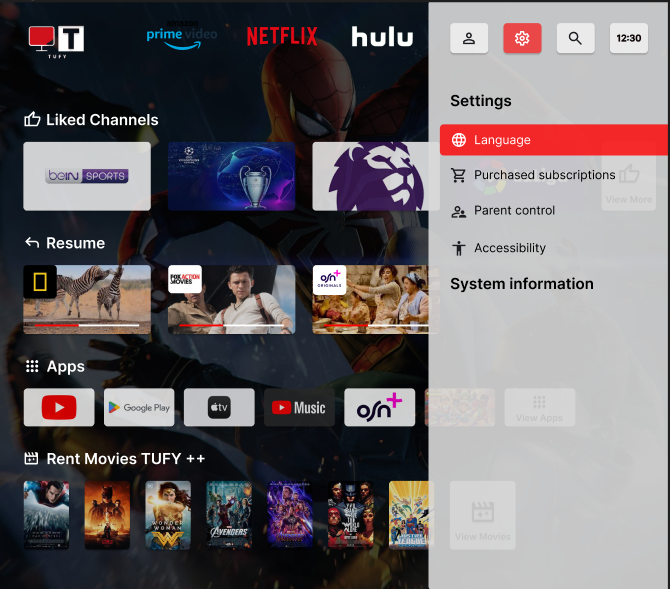 T
TUFY
amazon
prime video
NETFLIX
hulu
12:30
Settings
Language
Purchased subscriptions
Parent control
Accessibility
System information
Liked Channels
beIN SPORTS
View More
Resume
FOX ACTION
MOVIES
osn+
ORIGINALS
Apps
Google Play
tv
Music
osn+
View Apps
Rent Movies TUFY ++
WONDER
WOMAN
AVENGERS
View Movies